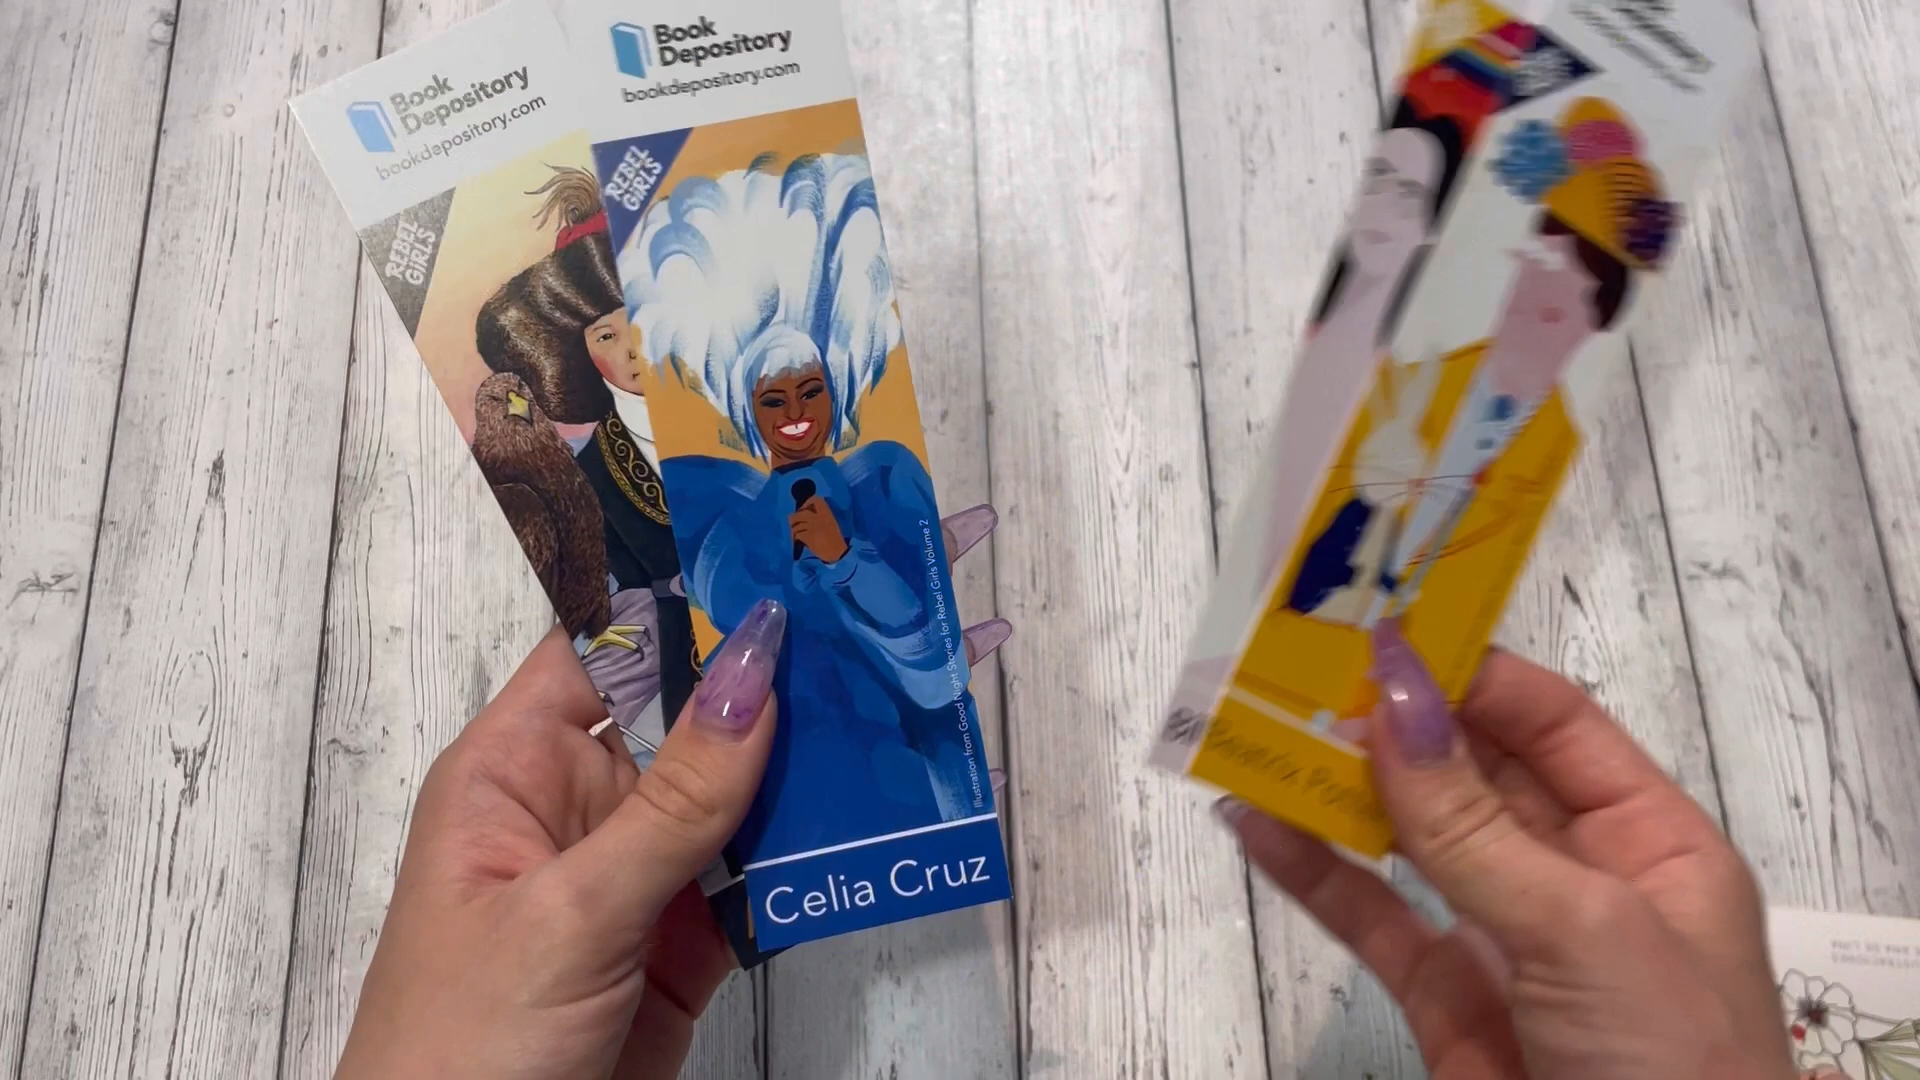 Book
Depository
bookdepository.com
REBEL
GIRLS
Book
Depository
bookdepository.com
REBEL
GIRLS
Illustration from Good Night Stories for Rebel Girls Volume 2
Celia Cruz
Beatrix